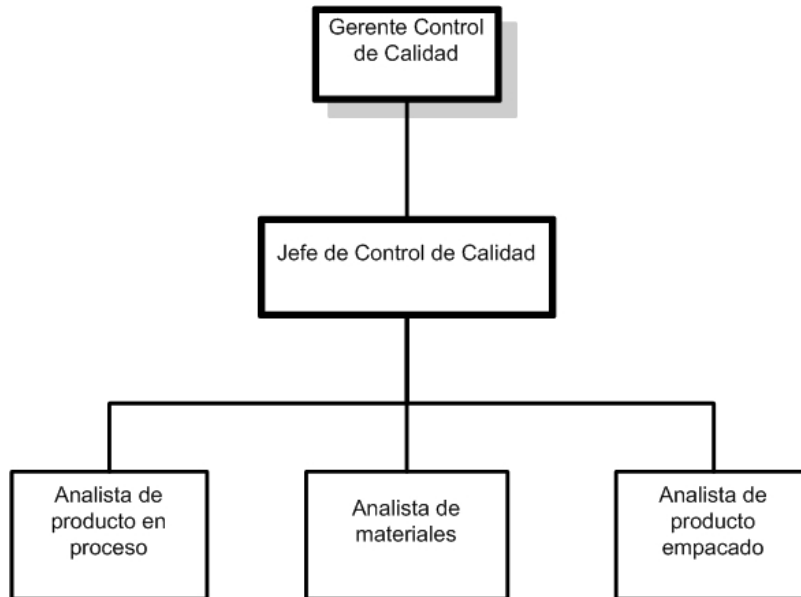 Gerente Control
de Calidad
Jefe de Control de Calidad
Analista de
producto en
proceso
Analista de
materiales
Analista de
producto
empacado